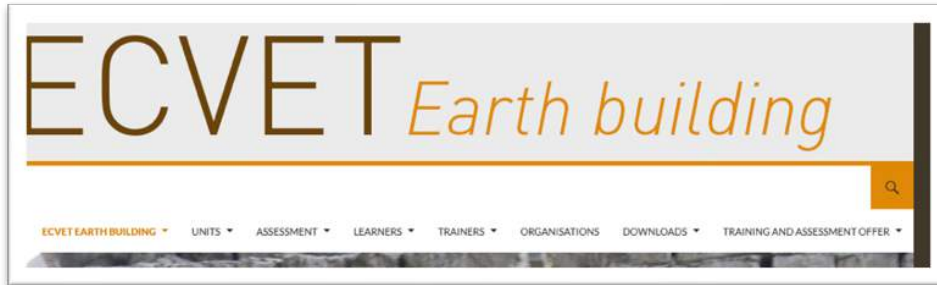 ECVET Earth building
ECVET EARTH BUILDING UNITS ASSESSMENT LEARNERS TRAINERS ORGANISATIONS DOWNLOADS TRAINING AND ASSESSMENT OFFER